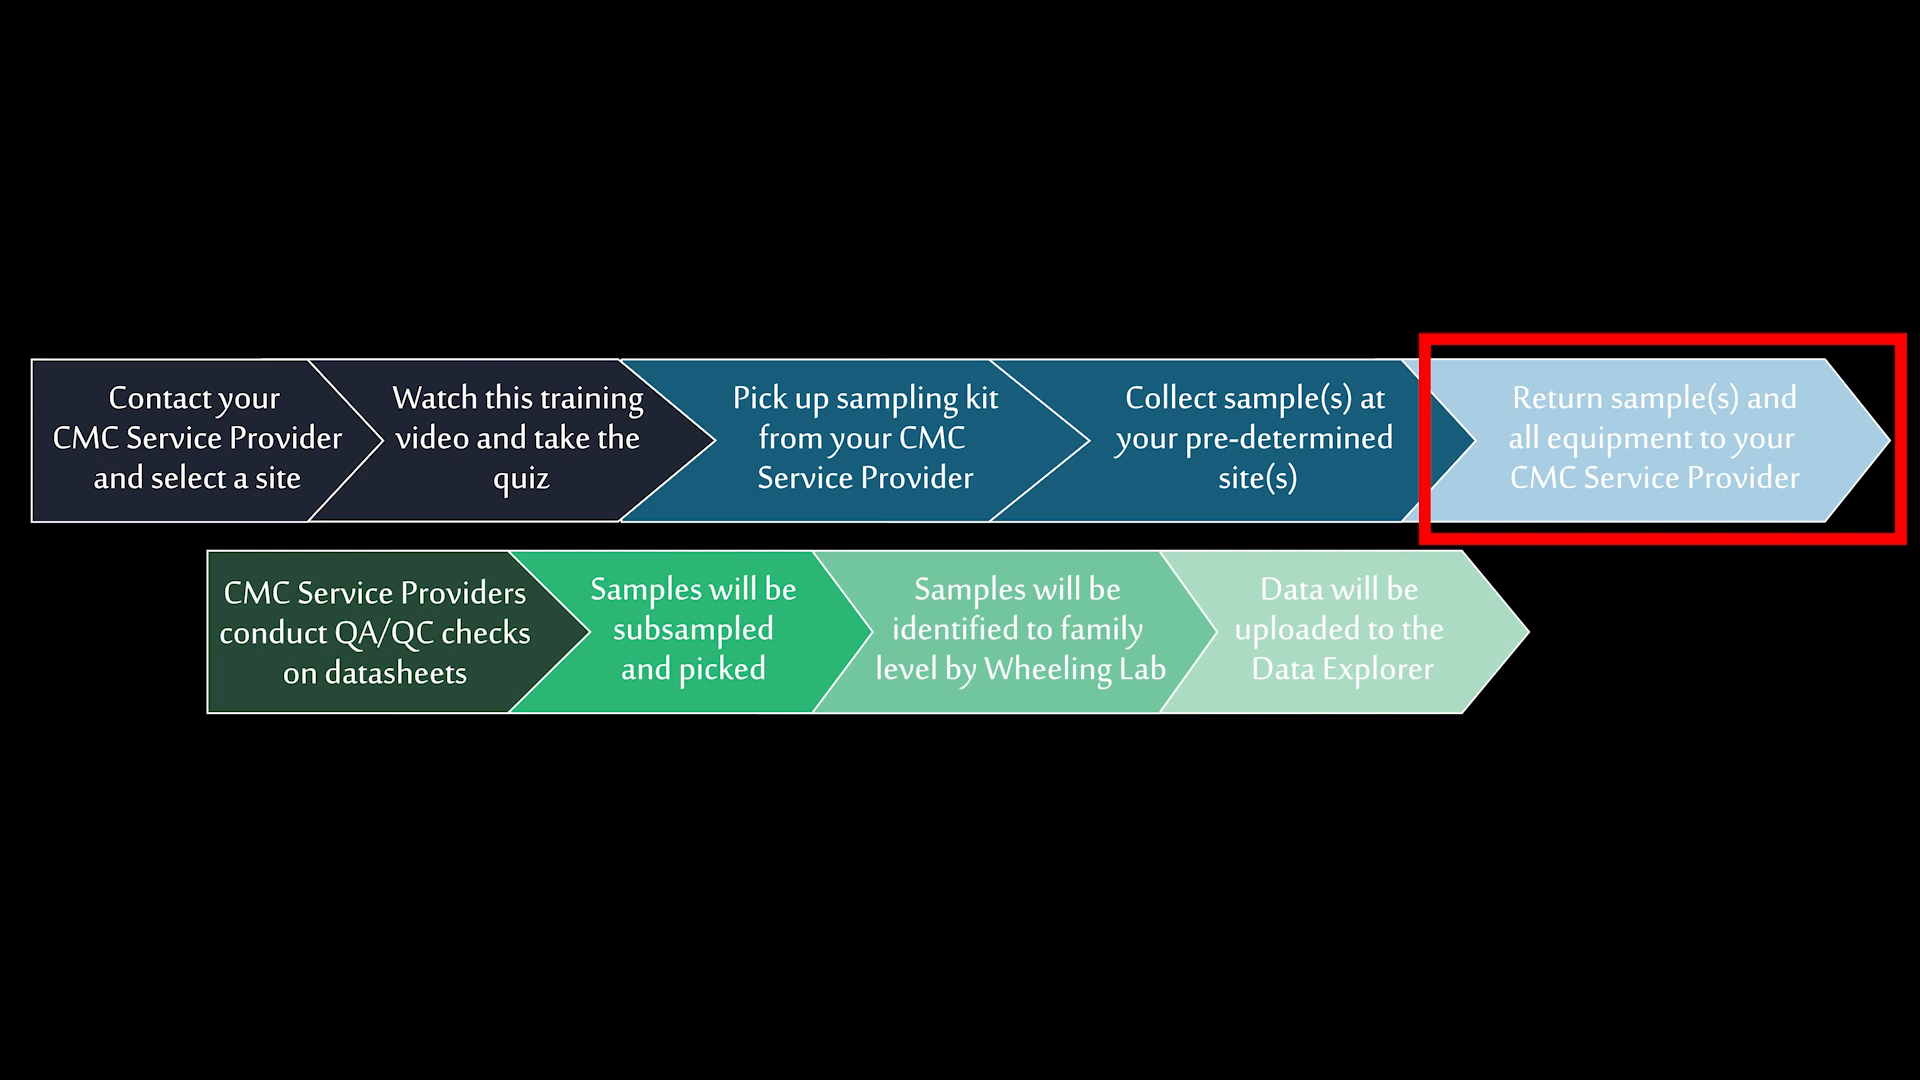 Contact your
CMC Service Provider
and select a site
Watch this training
video and take the
quiz
Pick up sampling kit
from your CMC
Service Provider
Collect sample(s) at
your pre-determined
site(s)
Return sample(s) and
all equipment to your
CMC Service Provider
CMC Service Providers
conduct QA/QC checks
on datasheets
Samples will be
subsampled
and picked
Samples will be
identified to family
level by Wheeling Lab
Data will be
uploaded to the
Data Explorer